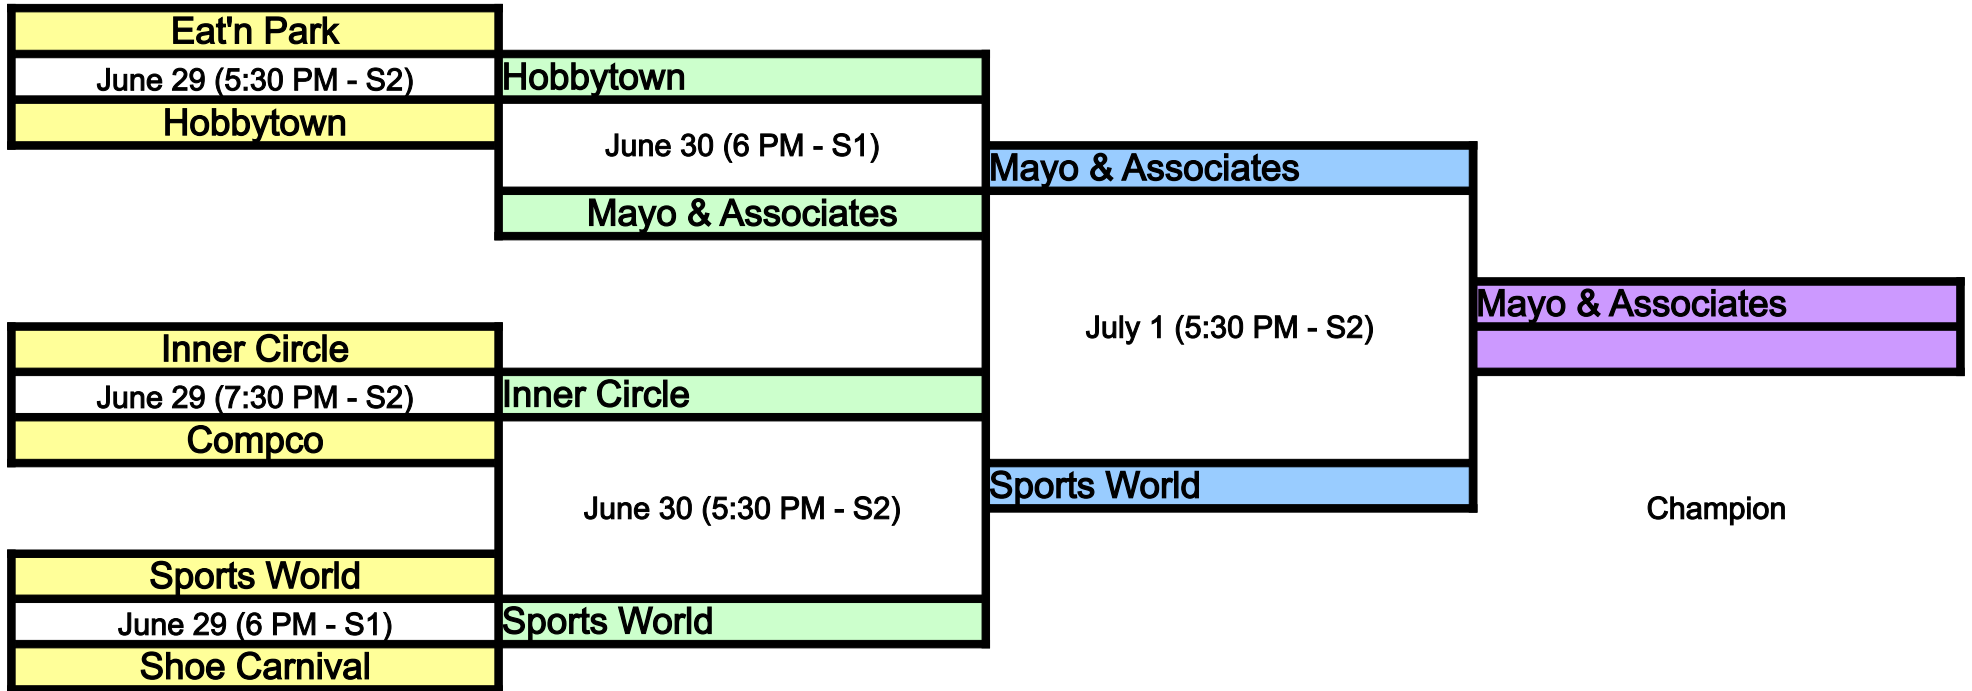 Eat'n Park
June 29 (5:30 PM - S2)
Hobbytown
Hobbytown
June 30 (6 PM - S1)
Mayo & Associates
Mayo & Associates
July 1 (5:30 PM - S2)
Mayo & Associates
Inner Circle
June 29 (7:30 PM - S2)
Compco
Inner Circle
June 30 (5:30 PM - S2)
Sports World
Champion
Sports World
June 29 (6 PM - S1)
Shoe Carnival
Sports World